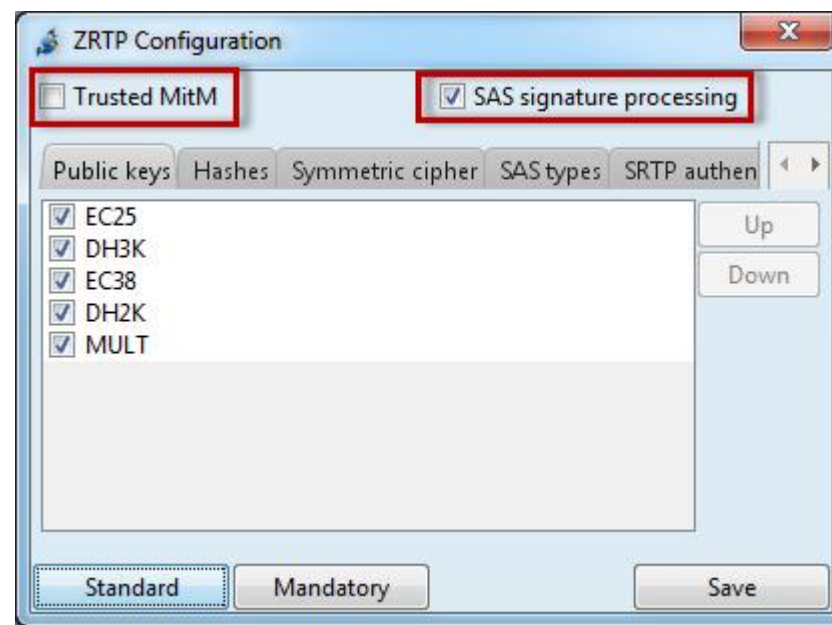 ZRTP Configuration
Trusted MitM
SAS signature processing
Public keys Hashes Symmetric cipher SAS types SRTP authen
EC25
DH3K
EC38
DH2K
MULT
Up
Down
Standard Mandatory Save